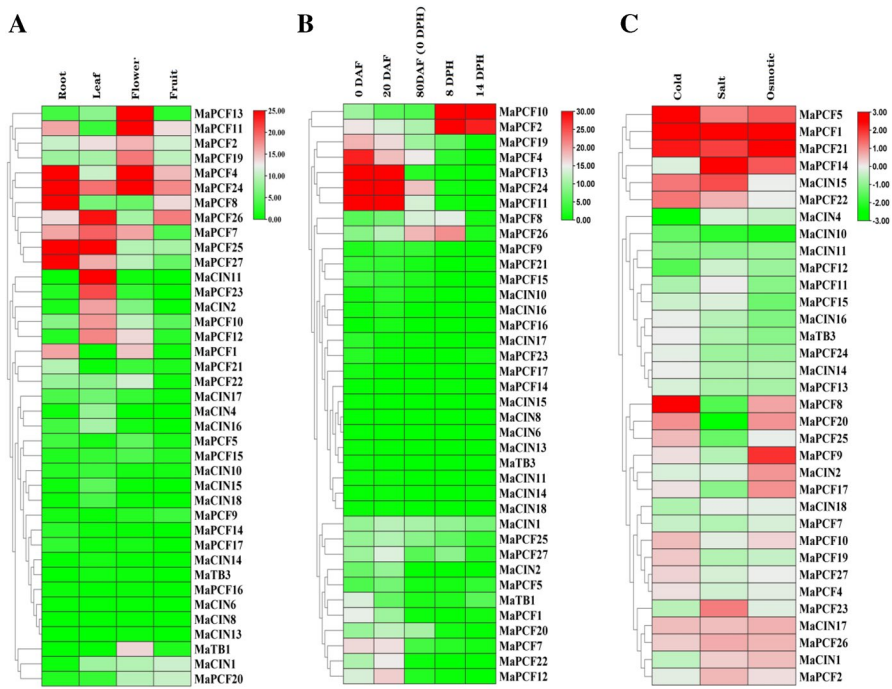 A
Root
Leaf
Flower
Fruit
MaPCF13
MaPCF11
MaPCF2
MaPCF19
MaPCF4
MaPCF24
MaPCF8
MaPCF26
MaPCF7
MaPCF25
MaPCF27
MaCIN11
MaPCF23
MaCIN2
MaPCF10
MaPCF12
MaPCF1
MaPCF21
MaPCF22
MaCIN17
MaCIN4
MaCIN16
MaPCF5
MaPCF15
MaCIN10
MaCIN15
MaCIN18
MaPCF9
MaPCF14
MaPCF17
MaCIN14
MaTB3
MaPCF16
MaCIN6
MaCIN8
MaCIN13
MaTB1
MaCIN1
MaPCF20
25.00
20.00
15.00
10.00
5.00
0.00
B
0 DAF
20 DAF
80DAF (0 DPH)
8 DPH
14 DPH
MaPCF10
MaPCF2
MaPCF19
MaPCF4
MaPCF13
MaPCF24
MaPCF11
MaPCF8
MaPCF26
MaPCF9
MaPCF21
MaPCF15
MaCIN10
MaCIN16
MaPCF16
MaCIN17
MaPCF23
MaPCF17
MaPCF14
MaCIN15
MaCIN8
MaCIN6
MaCIN13
MaTB3
MaCIN11
MaCIN14
MaCIN18
MaCIN1
MaPCF25
MaPCF27
MaCIN2
MaPCF5
MaTB1
MaPCF1
MaPCF20
MaPCF7
MaPCF22
MaPCF12
30.00
25.00
20.00
15.00
10.00
5.00
0.00
C
Cold
Salt
Osmotic
MaPCF5
MaPCF1
MaPCF21
MaPCF14
MaCIN15
MaPCF22
MaCIN4
MaCIN10
MaCIN11
MaPCF12
MaPCF11
MaPCF15
MaCIN16
MaTB3
MaPCF24
MaCIN14
MaPCF13
MaPCF8
MaPCF20
MaPCF25
MaPCF9
MaCIN2
MaPCF17
MaCIN18
MaPCF7
MaPCF10
MaPCF19
MaPCF27
MaPCF4
MaPCF23
MaCIN17
MaPCF26
MaCIN1
MaPCF2
3.00
2.00
1.00
0.00
-1.00
-2.00
-3.00